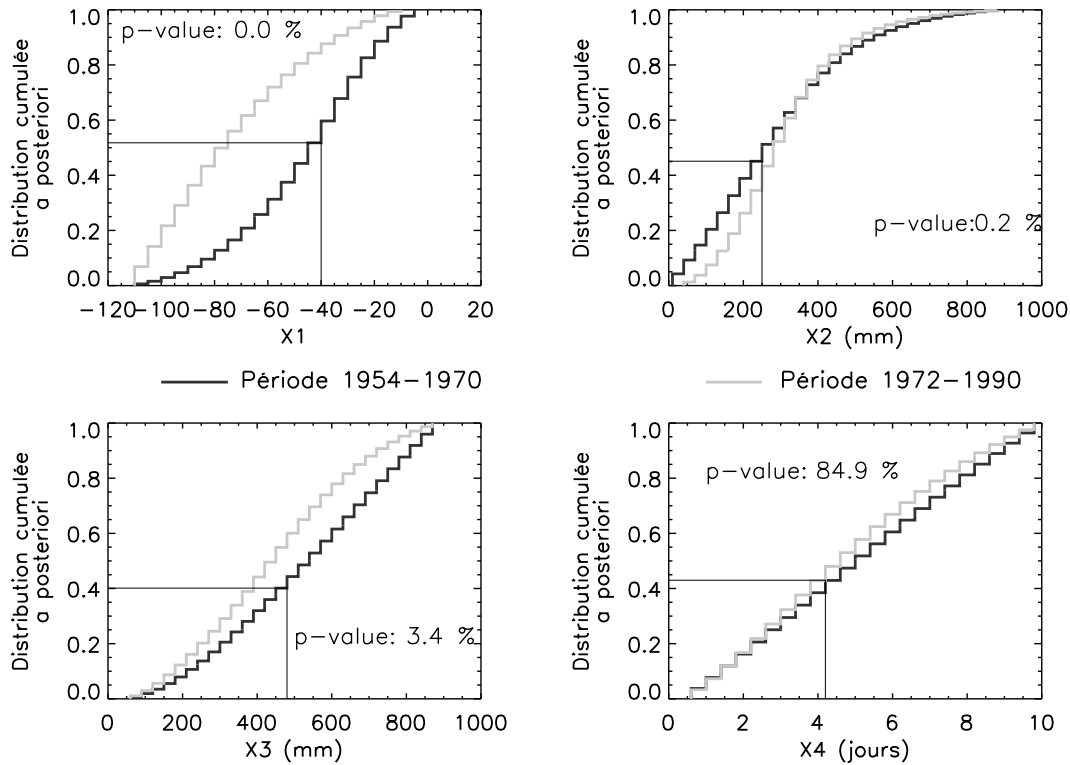 p-value: 0.0 %
1.0
0.8
0.6
0.4
0.2
0.0
Distribution cumulée
a posteriori
-120 -100 -80 -60 -40 -20 0 20
X1
1.0
0.8
0.6
0.4
0.2
0.0
Distribution cumulée
a posteriori
p-value:0.2 %
0 200 400 600 800 1000
X2 (mm)
Période 1954-1970
Période 1972-1990
1.0
0.8
0.6
0.4
0.2
0.0
Distribution cumulée
a posteriori
p-value: 3.4 %
0 200 400 600 800 1000
X3 (mm)
1.0
0.8
0.6
0.4
0.2
0.0
Distribution cumulée
a posteriori
p-value: 84.9 %
0 2 4 6 8 10
X4 (jours)